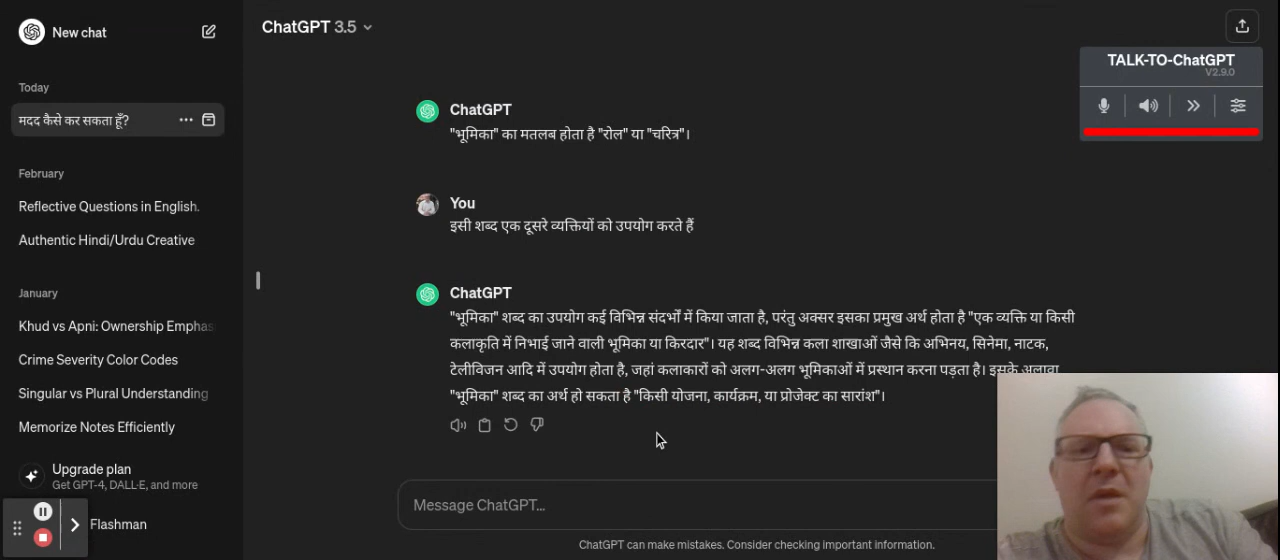 New chat
ChatGPT 3.5
TALK-TO-ChatGPT
V2.9.0
Today
मदद कैसे कर सकता हूँ?
February
Reflective Questions in English.
Authentic Hindi/Urdu Creative
January
Khud vs Apni: Ownership Emphas
Crime Severity Color Codes
Singular vs Plural Understanding
Memorize Notes Efficiently
Upgrade plan
Get GPT-4, DALL-E, and more
Flashman
ChatGPT
"भूमिका" का मतलब होता है "रोल" या "चरित्र"।
You
इसी शब्द एक दूसरे व्यक्तियों को उपयोग करते हैं
ChatGPT
"भूमिका" शब्द का उपयोग कई विभिन्न संदर्भों में किया जाता है, परंतु अक्सर इसका प्रमुख अर्थ होता है "एक व्यक्ति या किसी
कलाकृति में निभाई जाने वाली भूमिका या किरदार"। यह शब्द विभिन्न कला शाखाओं जैसे कि अभिनय, सिनेमा, नाटक,
टेलीविजन आदि में उपयोग होता है, जहां कलाकारों को अलग-अलग भूमिकाओं में प्रस्थान करना पड़ता है। इसके अलावा,
"भूमिका" शब्द का अर्थ हो सकता है "किसी योजना, कार्यक्रम, या प्रोजेक्ट का सारांश"।
Message ChatGPT...
ChatGPT can make mistakes. Consider checking important information.